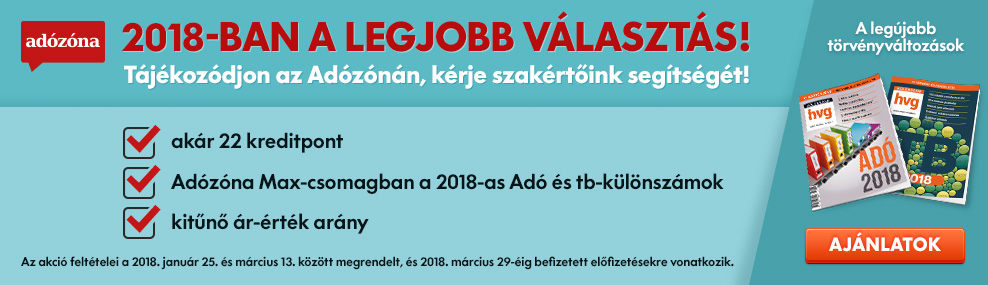 adózóna
2018-BAN A LEGJOBB VÁLASZTÁS!
Tájékozódjon az Adózónán, kérje szakértőink segítségét!
akár 22 kreditpont
Adózóna Max-csomagban a 2018-as Adó és tb-különszámok
kitűnő ár-érték arány
Az akció feltételei a 2018. január 25. és március 13. között megrendelt, és 2018. március 29-éig befizetett előfizetésekre vonatkozik.
A legújabb
törvényváltozások
hvg
ADÓ
2018
hvg
TB
2018
AJÁNLATOK